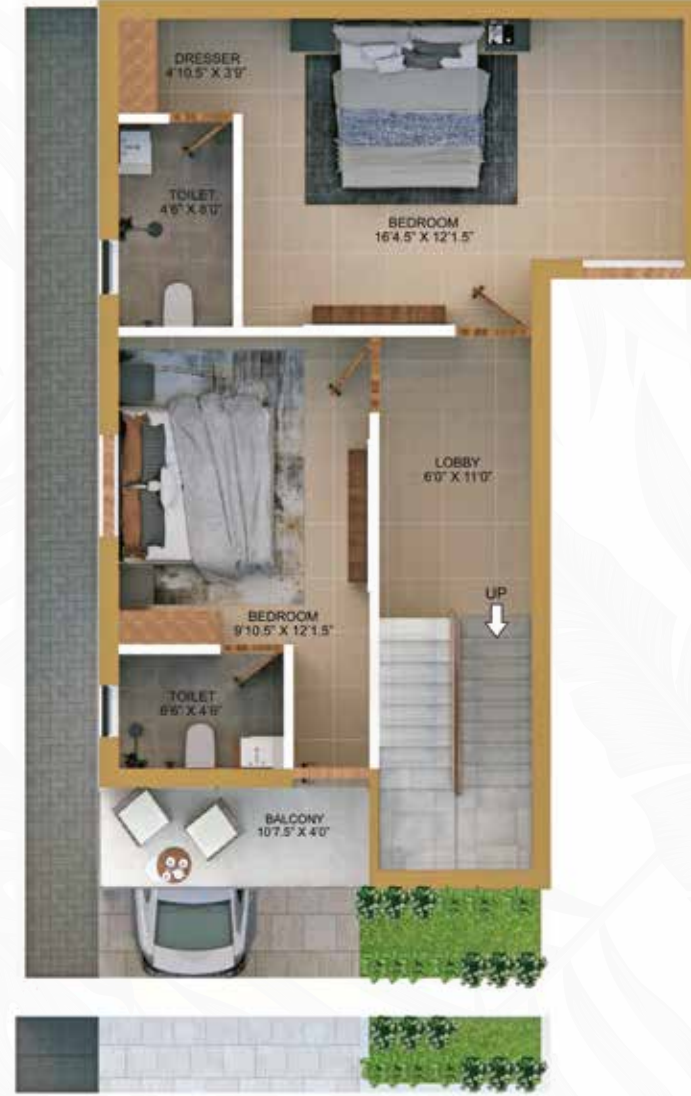 DRESSER
4'10.5" X 3'9"
TOILET
4'6" X 8'0"
BEDROOM
16'4.5" X 12'1.5"
LOBBY
6'0" X 11'0"
UP
BEDROOM
9'10.5" X 12'1.5"
TOILET
6'6" X 4'6"
BALCONY
10'7.5" X 4'0"